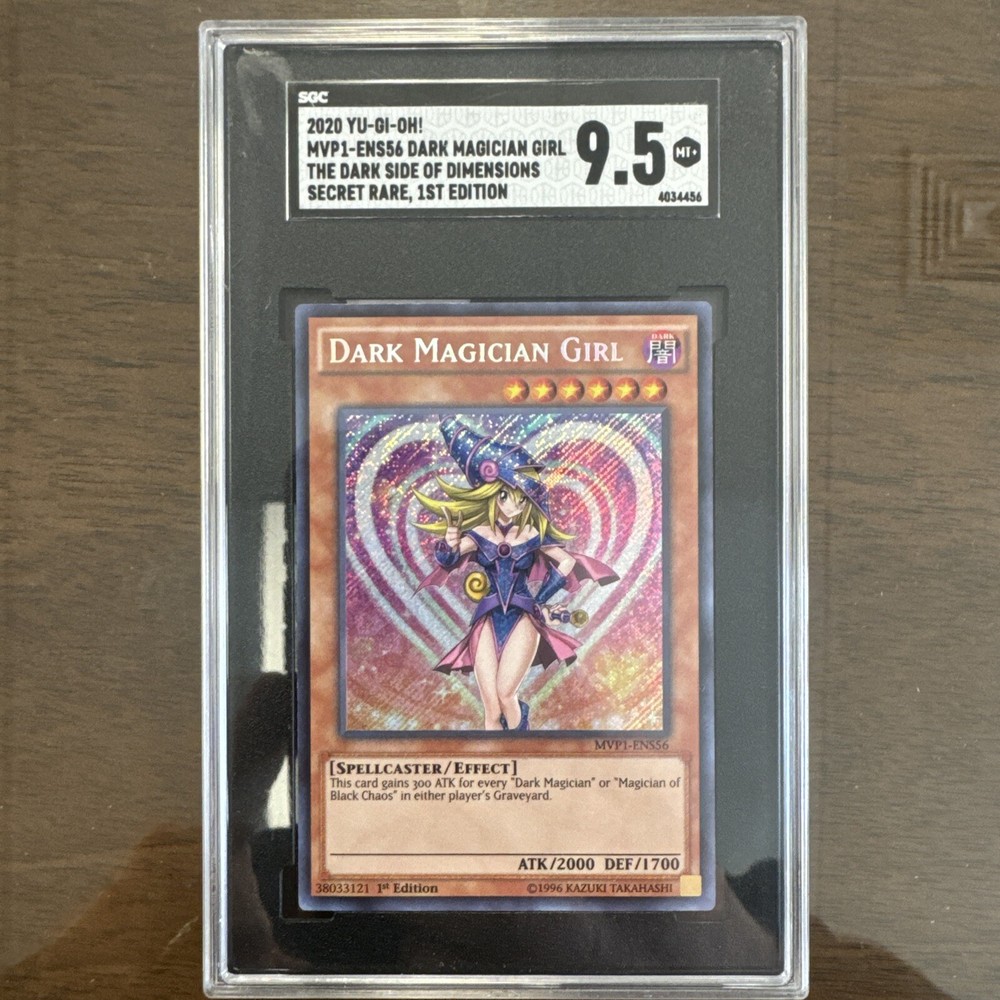 SGC
2020 YU-GI-OH!
MVP1-ENS56 DARK MAGICIAN GIRL
THE DARK SIDE OF DIMENSIONS
SECRET RARE, 1ST EDITION
9.5
MT+
4034456
DARK MAGICIAN GIRL
DARK
闇
MVP1-ENS56
[SPELLCASTER/EFFECT]
This card gains 300 ATK for every "Dark Magician" or "Magician of
Black Chaos" in either player's Graveyard.
ATK/2000 DEF/1700
38033121 1st Edition
©1996 KAZUKI TAKAHASHI